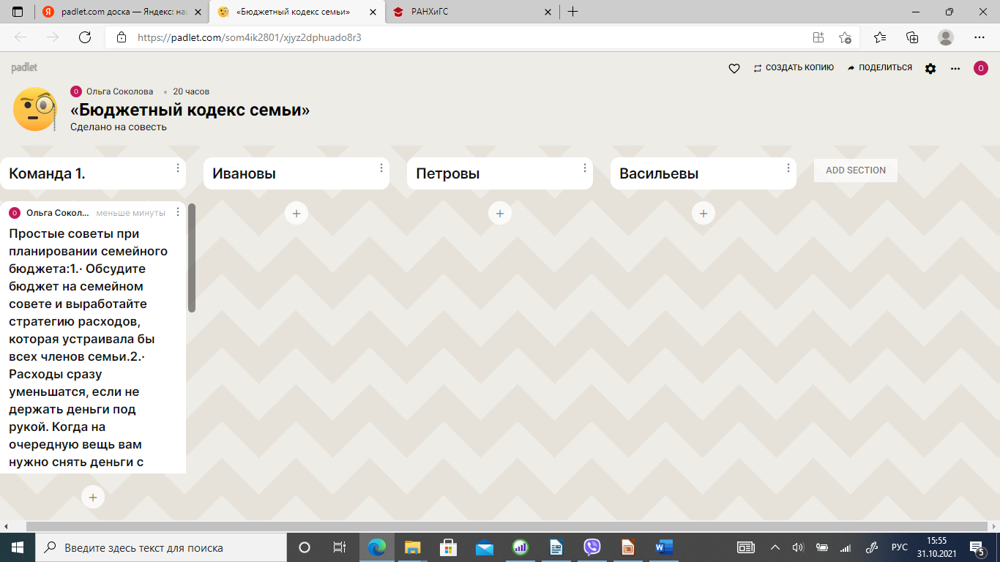 padlet.com доска — Яндекс: на
«Бюджетный кодекс семьи»
РАНХиГС
https://padlet.com/som4ik2801/xjyz2dphuado8r3
padlet
СОЗДАТЬ КОПИЮ
ПОДЕЛИТЬСЯ
О
О
Ольга Соколова • 20 часов
«Бюджетный кодекс семьи»
Сделано на совесть
Команда 1.
Ивановы
Петровы
Васильевы
ADD SECTION
О
Ольга Сокол... меньше минуты
Простые советы при
планировании семейного
бюджета:1.· Обсудите
бюджет на семейном
совете и выработайте
стратегию расходов,
которая устраивала бы
всех членов семьи.2.·
Расходы сразу
уменьшатся, если не
держать деньги под
рукой. Когда на
очередную вещь вам
нужно снять деньги с
Введите здесь текст для поиска
W
РУС
15:55
31.10.2021
5